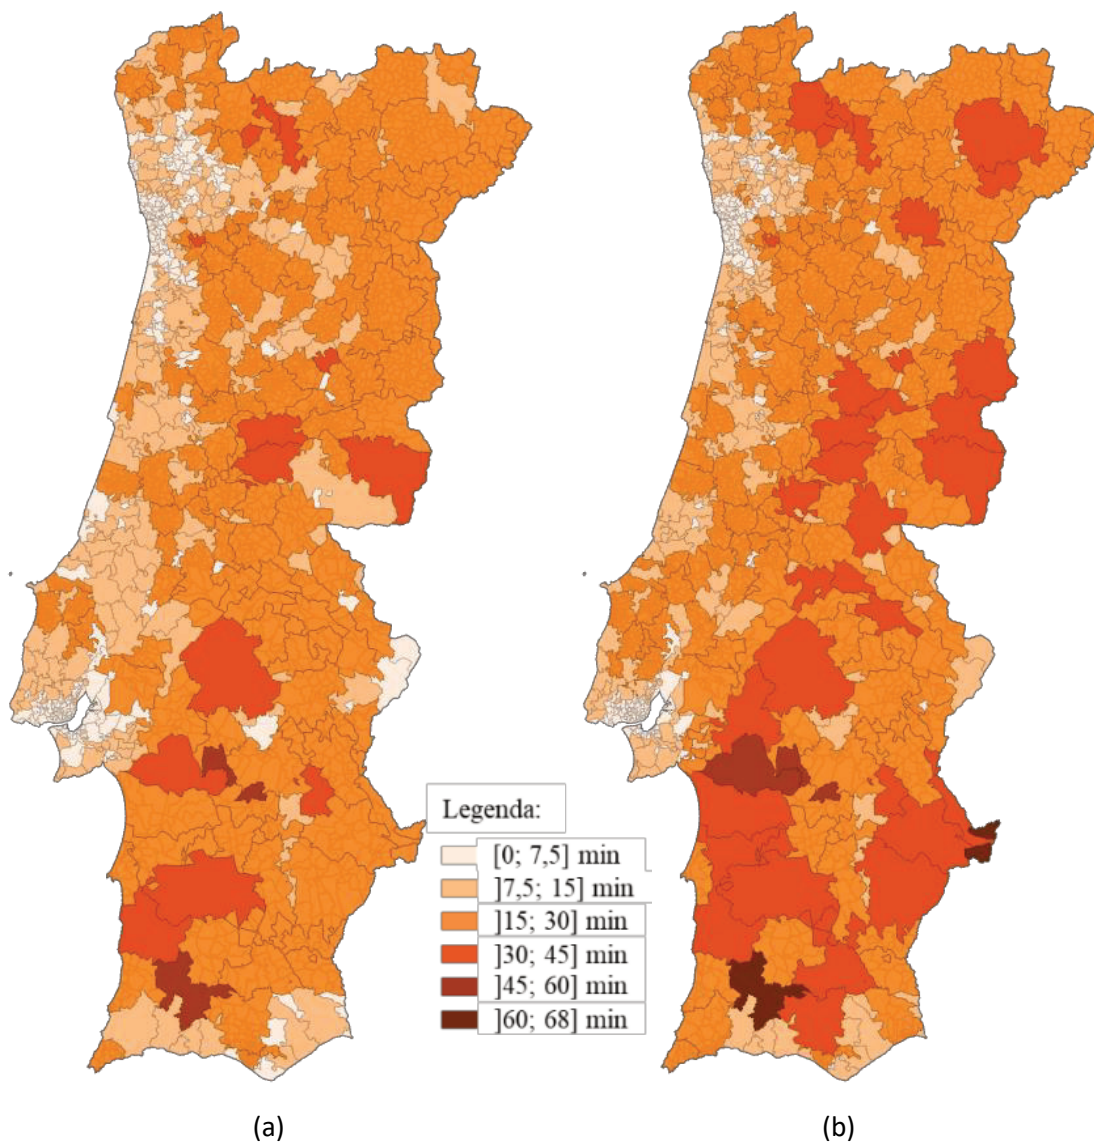 Legenda:
[0; 7,5] min
]7,5; 15] min
]15; 30] min
]30; 45] min
]45; 60] min
]60; 68] min
(a)
(b)